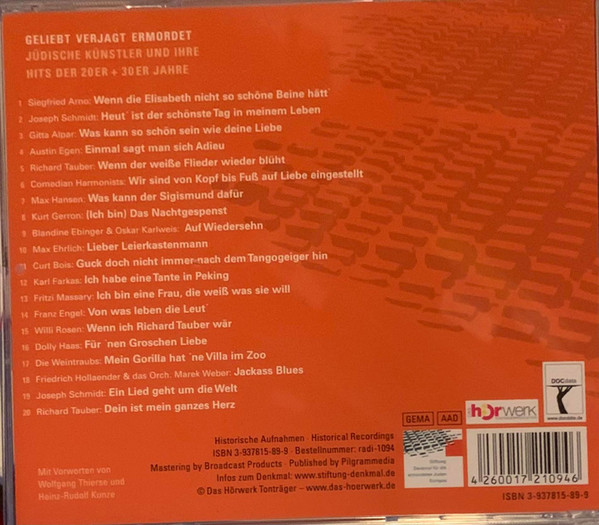 GELIEBT VERJAGT ERMORDET
JÜDISCHE KÜNSTLER UND IHRE
HITS DER 20ER + 30ER JAHRE
1 Siegfried Arno: Wenn die Elisabeth nicht so schöne Beine hätt´
2 Joseph Schmidt: Heut´ ist der schönste Tag in meinem Leben
3 Gitta Alpar: Was kann so schön sein wie deine Liebe
4 Austin Egen: Einmal sagt man sich Adieu
5 Richard Tauber: Wenn der weiße Flieder wieder blüht
6 Comedian Harmonists: Wir sind von Kopf bis Fuß auf Liebe eingestellt
7 Max Hansen: Was kann der Sigismund dafür
8 Kurt Gerron: (Ich bin) Das Nachtgespenst
9 Blandine Ebinger & Oskar Karlweis: Auf Wiedersehn
10 Max Ehrlich: Lieber Leierkastenmann
Curt Bois: Guck doch nicht immer nach dem Tangogeiger hin
12 Karl Farkas: Ich habe eine Tante in Peking
13 Fritzi Massary: Ich bin eine Frau, die weiß was sie will
14 Franz Engel: Von was leben die Leut´
15 Willi Rosen: Wenn ich Richard Tauber wär
16 Dolly Haas: Für ´nen Groschen Liebe
17 Die Weintraubs: Mein Gorilla hat ´ne Villa im Zoo
18 Friedrich Hollaender & das Orch. Marek Weber: Jackass Blues
19 Joseph Schmidt: Ein Lied geht um die Welt
20 Richard Tauber: Dein ist mein ganzes Herz
Mit Vorworten von
Wolfgang Thierse und
Heinz-Rudolf Kunze
Historische Aufnahmen · Historical Recordings
ISBN 3-937815-89-9 · Bestellnummer: radi-1094
Mastering by Broadcast Products · Published by Pilgrammedia
Infos zum Denkmal: www.stiftung-denkmal.de
© Das Hörwerk Tonträger – www.das-hoerwerk.de
GEMA
AAD
hörwerk
DOCdata
www.docdata.de
Stiftung
Denkmal für die
ermordeten Juden
Europas
4 260017 210946
ISBN 3-937815-89-9